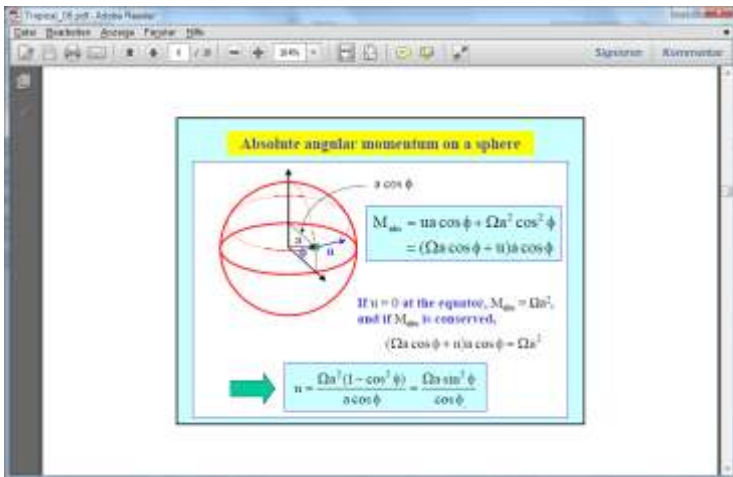 Tropical_06.pdf - Adobe Reader
Datei Bearbeiten Anzeige Fenster Hilfe
Signieren Kommentar
Absolute angular momentum on a sphere
a cos ϕ
a
ϕ
u
M_abs = ua cos ϕ + Ωa² cos² ϕ
= (Ωa cos ϕ + u)a cos ϕ
If u = 0 at the equator, M_abs = Ωa²,
and if M_abs is conserved,
(Ωa cos ϕ + u)a cos ϕ = Ωa²
u = Ωa²(1 − cos² ϕ) / a cos ϕ = Ωa sin² ϕ / cos ϕ